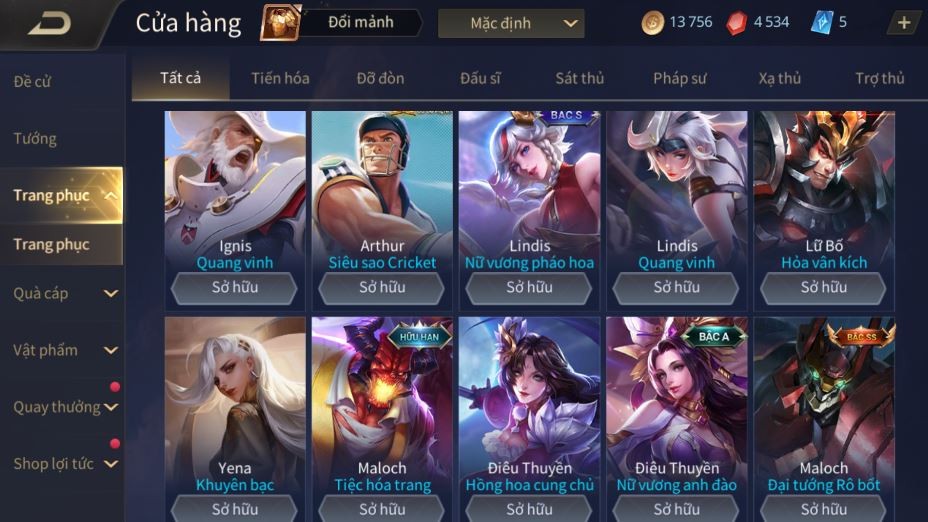 Cửa hàng
Đổi mảnh
Mặc định
13 756
4 534
5
Đề cử
Tướng
Trang phục
Trang phục
Quà cáp
Vật phẩm
Quay thưởng
Shop lợi tức
Tất cả
Tiến hóa
Đỡ đòn
Đấu sĩ
Sát thủ
Pháp sư
Xạ thủ
Trợ thủ
Ignis
Quang vinh
Sở hữu
Arthur
Siêu sao Cricket
Sở hữu
BẬC S
Lindis
Nữ vương pháo hoa
Sở hữu
Lindis
Quang vinh
Sở hữu
Lữ Bố
Hỏa vân kích
Sở hữu
Yena
Khuyên bạc
Sở hữu
HỮU HẠN
Maloch
Tiệc hóa trang
Sở hữu
Điêu Thuyền
Hồng hoa cung chủ
Sở hữu
BẬC A
Điêu Thuyền
Nữ vương anh đào
Sở hữu
BẬC SS
Maloch
Đại tướng Rô bốt
Sở hữu